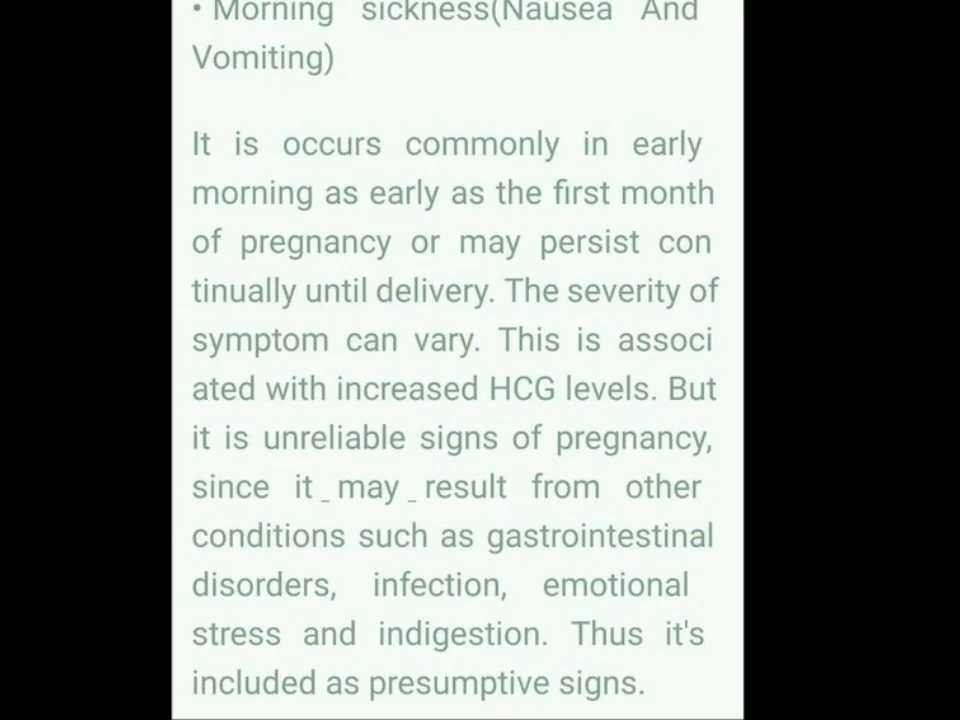 • Morning sickness(Nausea And
Vomiting)
It is occurs commonly in early
morning as early as the first month
of pregnancy or may persist con
tinually until delivery. The severity of
symptom can vary. This is associ
ated with increased HCG levels. But
it is unreliable signs of pregnancy,
since it _ may _ result from other
conditions such as gastrointestinal
disorders, infection, emotional
stress and indigestion. Thus it's
included as presumptive signs.